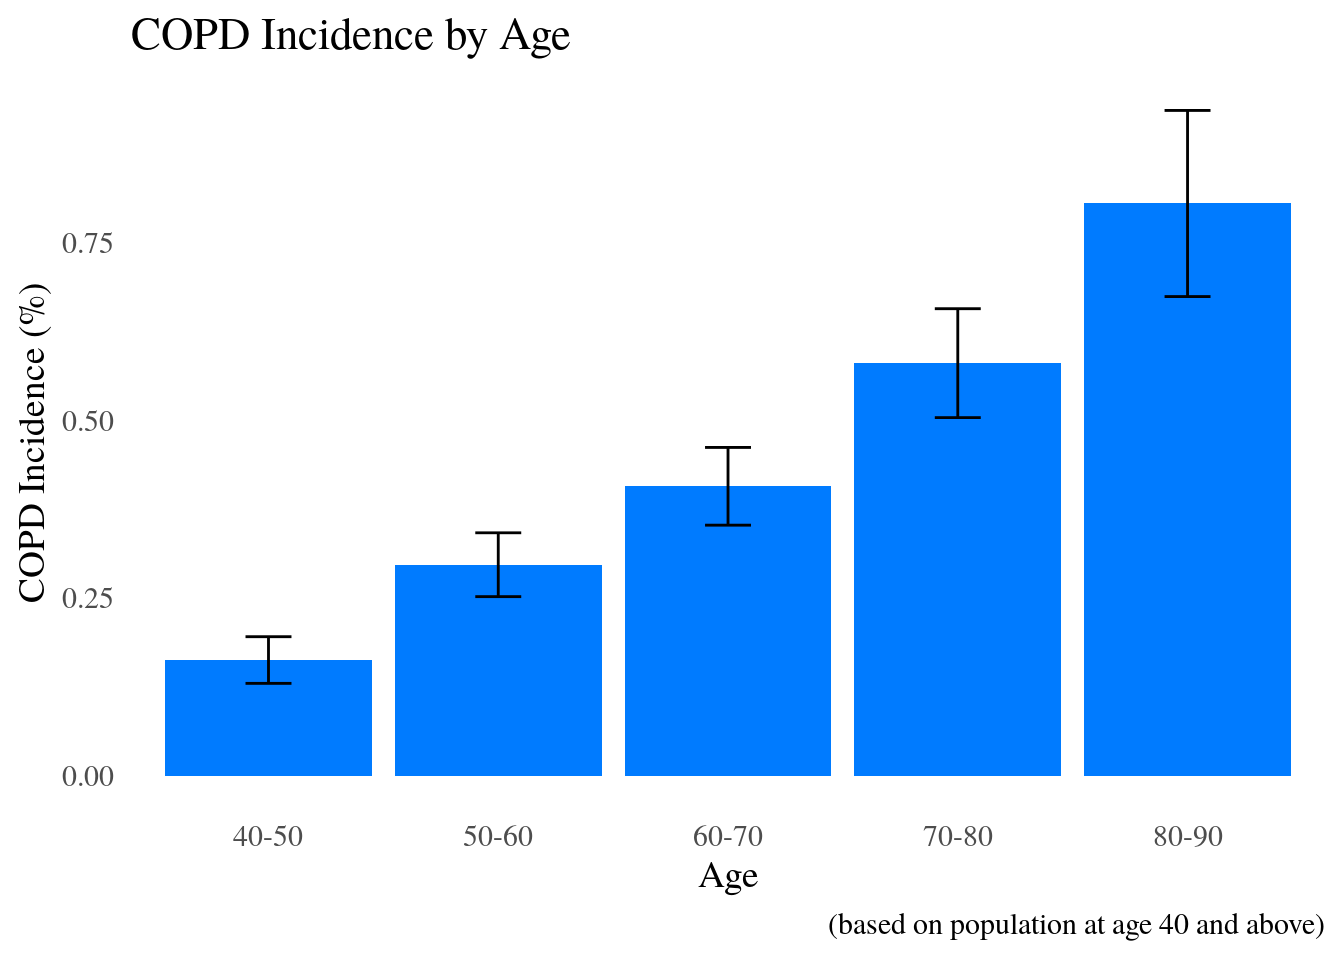 COPD Incidence by Age
COPD Incidence (%)
0.75
0.50
0.25
0.00
40-50 50-60 60-70 70-80 80-90
Age
(based on population at age 40 and above)